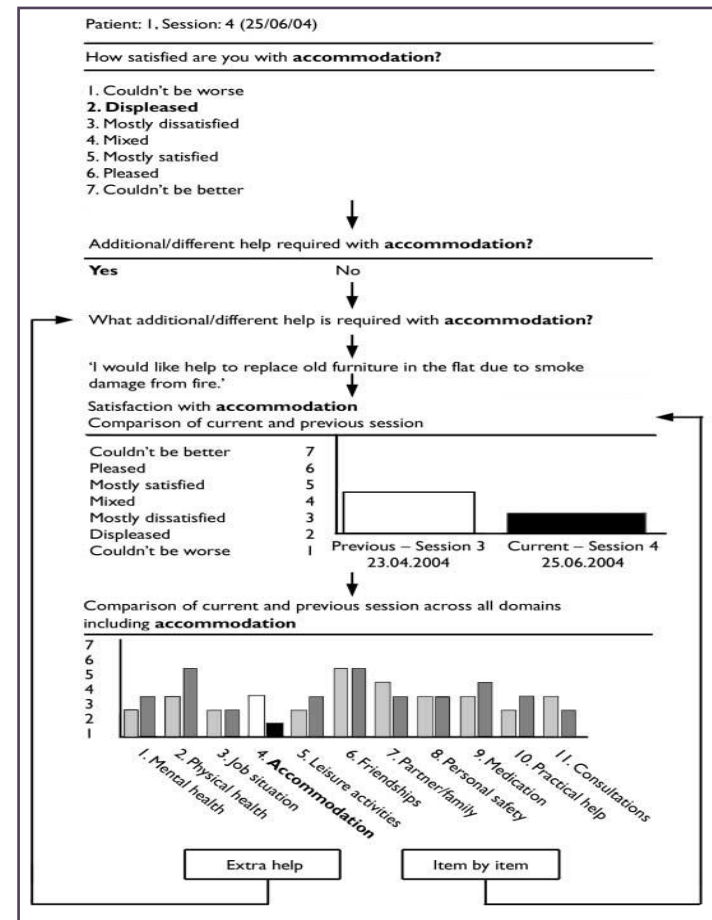 Patient: 1, Session: 4 (25/06/04)
How satisfied are you with accommodation?
1. Couldn't be worse
2. Displeased
3. Mostly dissatisfied
4. Mixed
5. Mostly satisfied
6. Pleased
7. Couldn't be better
Additional/different help required with accommodation?
Yes No
What additional/different help is required with accommodation?
'I would like help to replace old furniture in the flat due to smoke
damage from fire.'
Satisfaction with accommodation
Comparison of current and previous session
Couldn't be better 7
Pleased 6
Mostly satisfied 5
Mixed 4
Mostly dissatisfied 3
Displeased 2
Couldn't be worse 1
Previous – Session 3 Current – Session 4
23.04.2004 25.06.2004
Comparison of current and previous session across all domains
including accommodation
7
6
5
4
3
2
1
1. Mental health
2. Physical health
3. Job situation
4. Accommodation
5. Leisure activities
6. Friendships
7. Partner/family
8. Personal safety
9. Medication
10. Practical help
11. Consultations
Extra help Item by item